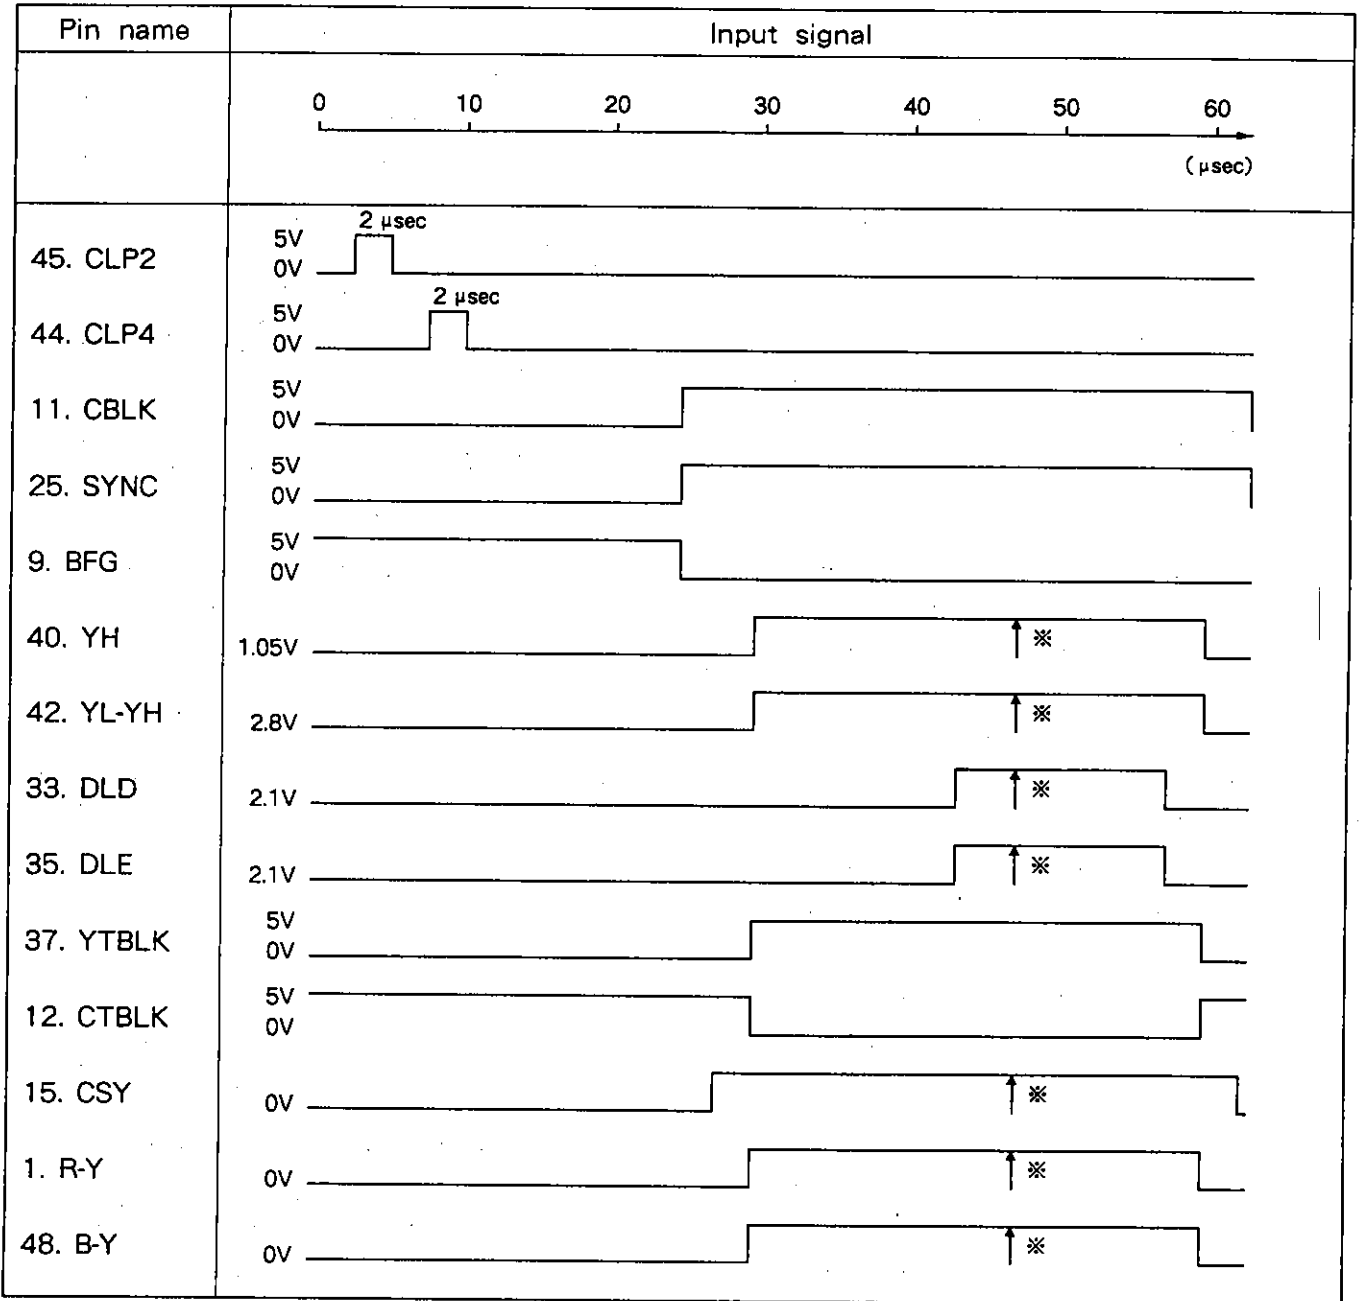 Pin name Input signal
0 10 20 30 40 50 60
(μsec)
2 μsec
45. CLP2 5V
0V
2 μsec
44. CLP4 5V
0V
11. CBLK 5V
0V
25. SYNC 5V
0V
9. BFG 5V
0V
40. YH 1.05V ※
42. YL-YH 2.8V ※
33. DLD 2.1V ※
35. DLE 2.1V ※
37. YTBLK 5V
0V
12. CTBLK 5V
0V
15. CSY 0V ※
1. R-Y 0V ※
48. B-Y 0V ※